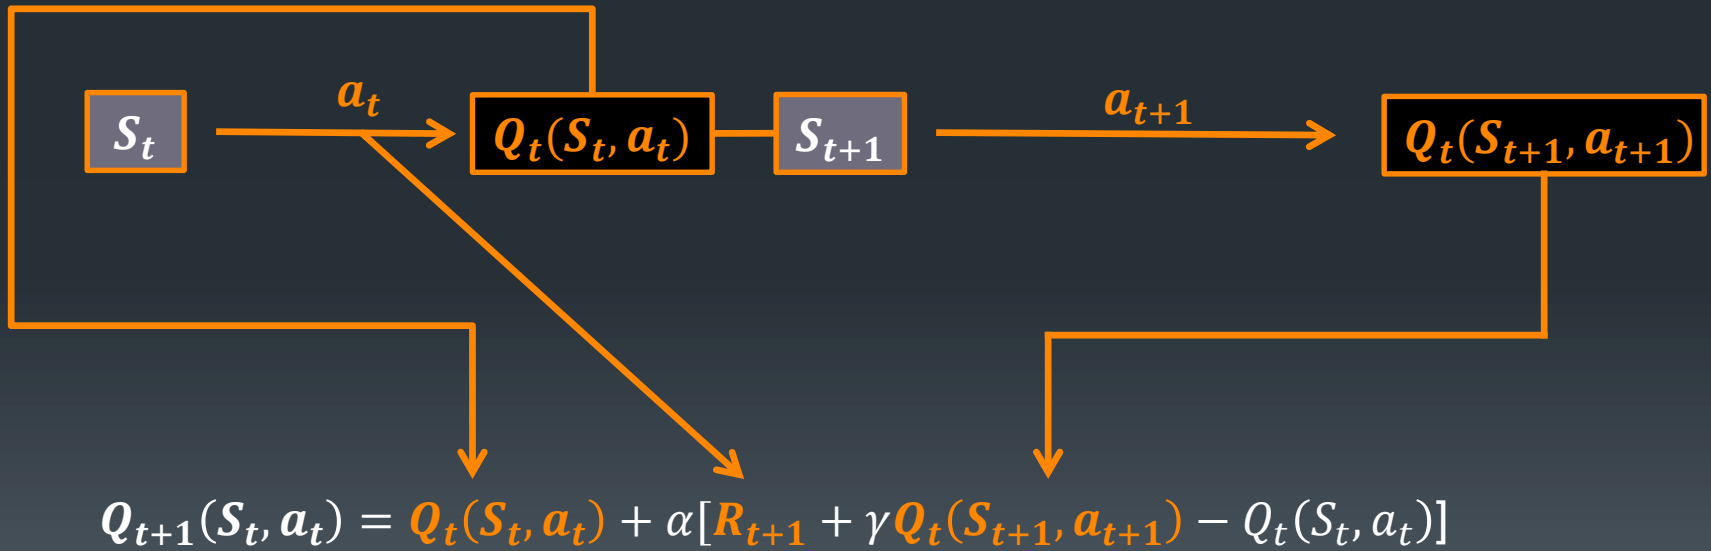 a_t
a_{t+1}
S_t
Q_t(S_t, a_t)
S_{t+1}
Q_t(S_{t+1}, a_{t+1})
Q_{t+1}(S_t, a_t) = Q_t(S_t, a_t) + α[R_{t+1} + γQ_t(S_{t+1}, a_{t+1}) − Q_t(S_t, a_t)]